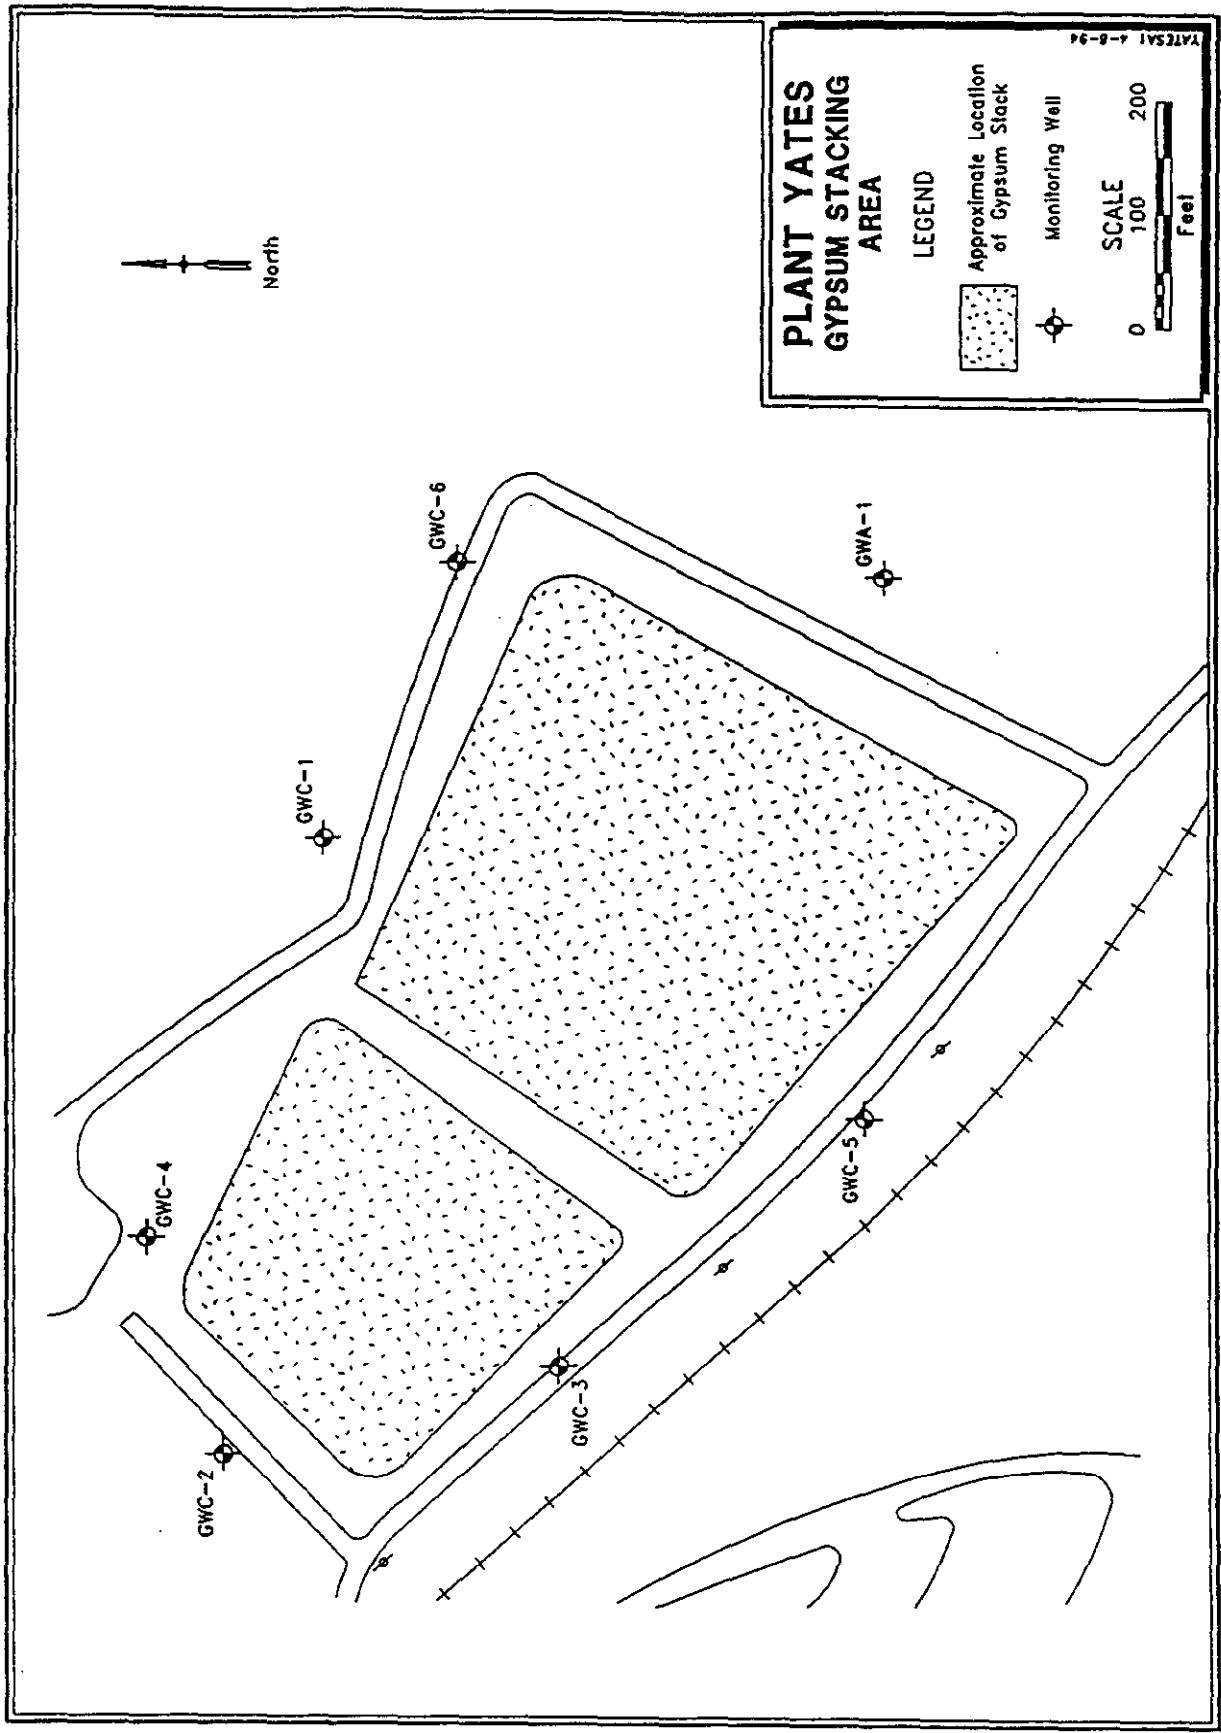 North
GWC-6
GWC-1
GWA-1
GWC-4
GWC-5
GWC-3
GWC-2
PLANT YATES
GYPSUM STACKING
AREA
LEGEND
Approximate Location
of Gypsum Stack
Monitoring Well
SCALE
0 100 200
Feet
YATESA1 4-8-94